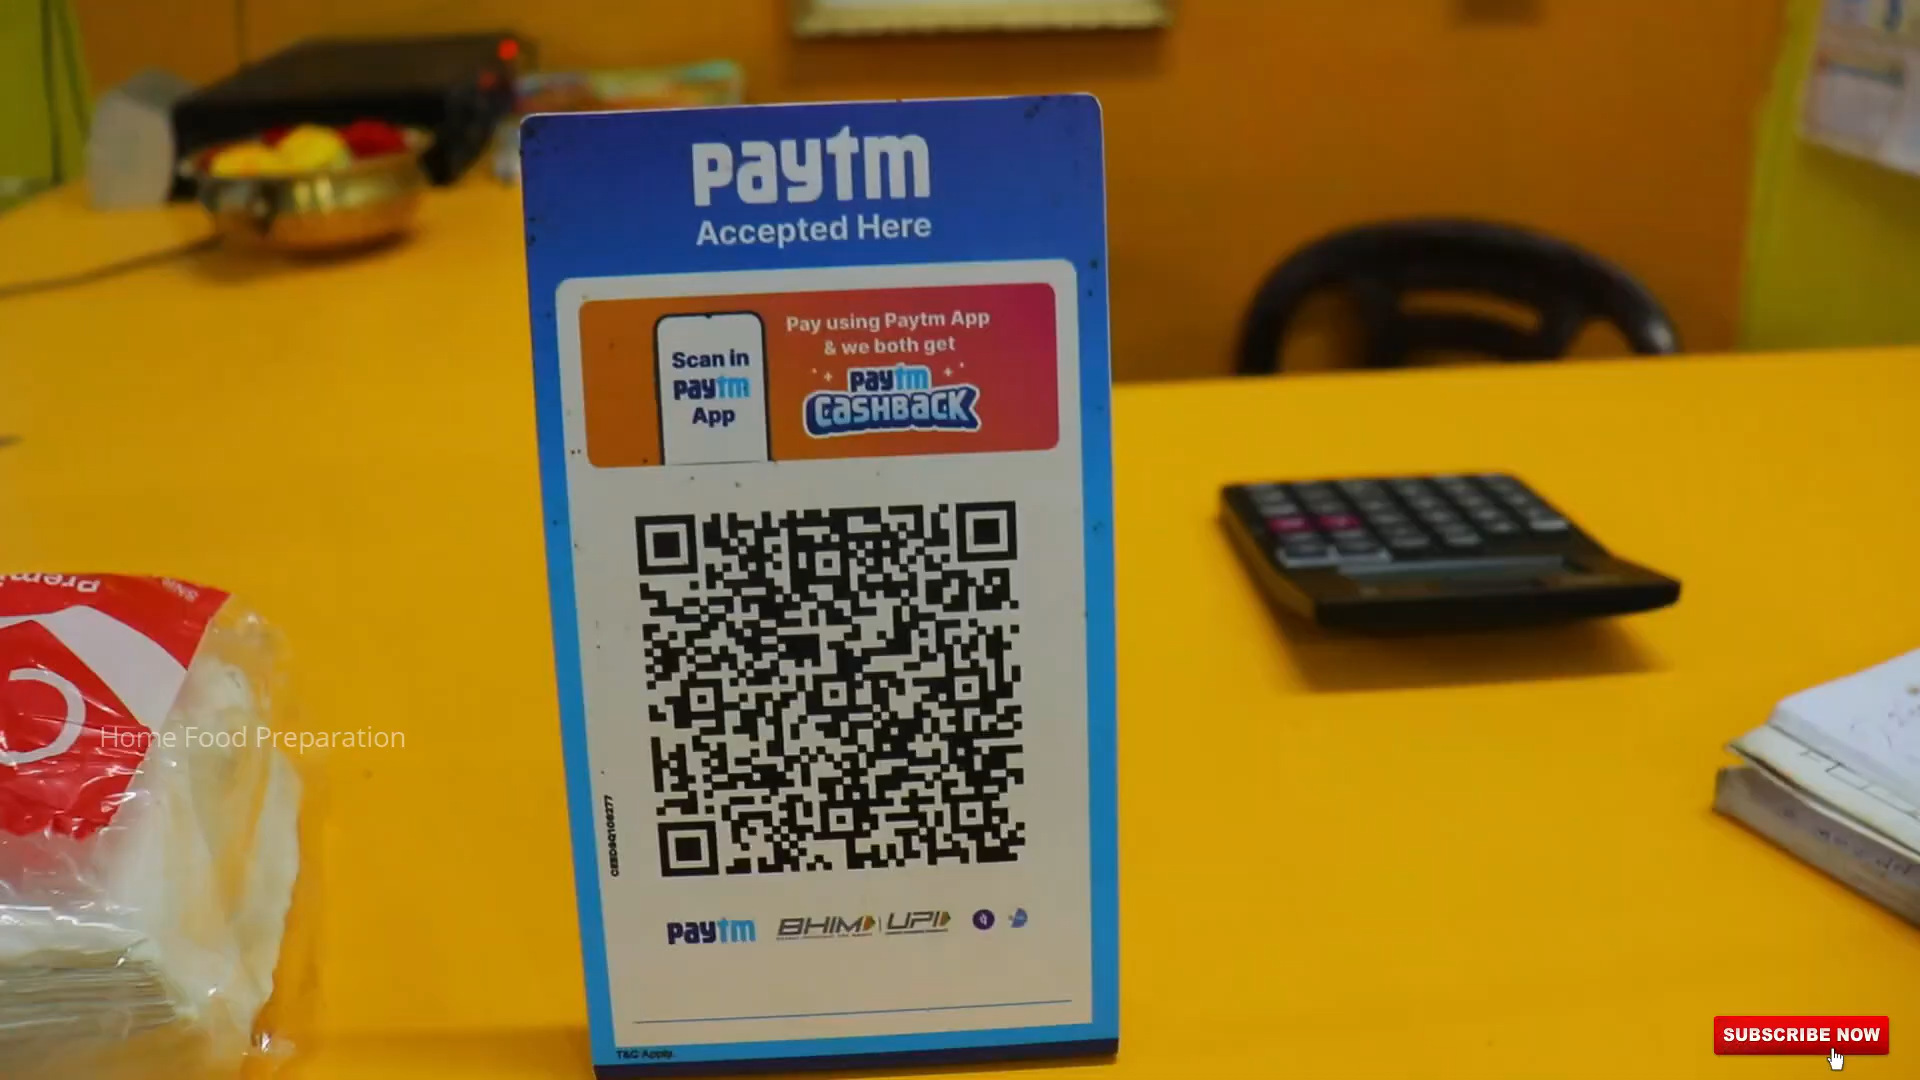 paytm
Accepted Here
Scan in
paytm
App
Pay using Paytm App
& we both get
paytm
CASHBACK
Premi
Home Food Preparation
paytm BHIM UPI
T&C Apply.
SUBSCRIBE NOW